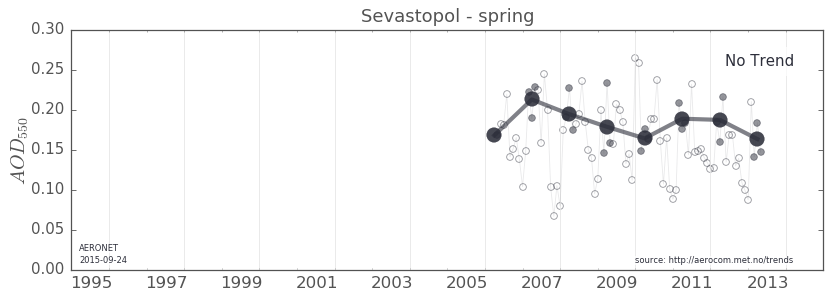 Sevastopol - spring
0.30
0.25
0.20
0.15
0.10
0.05
0.00
AOD550
No Trend
AERONET
2015-09-24
source: http://aerocom.met.no/trends
1995 1997 1999 2001 2003 2005 2007 2009 2011 2013